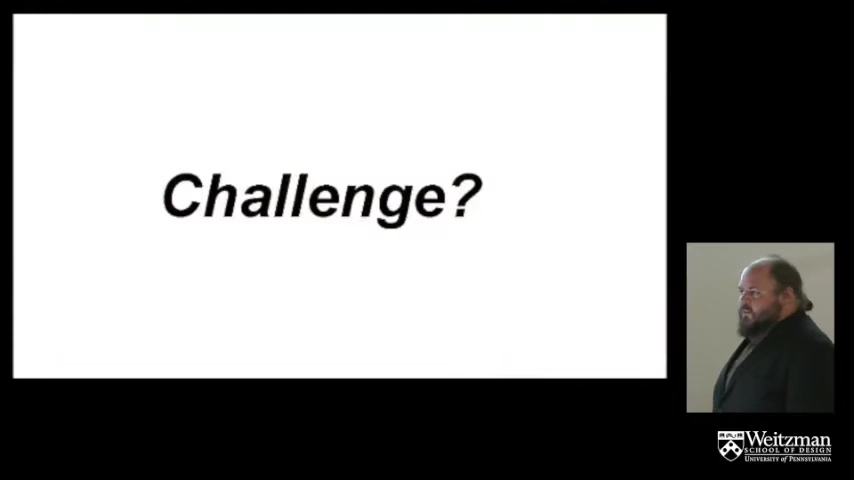 Challenge?
Weitzman
SCHOOL OF DESIGN
UNIVERSITY of PENNSYLVANIA